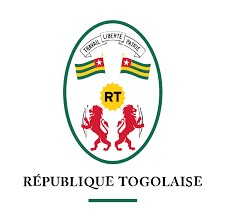 TRAVAIL LIBERTÉ PATRIE
RT
RÉPUBLIQUE TOGOLAISE